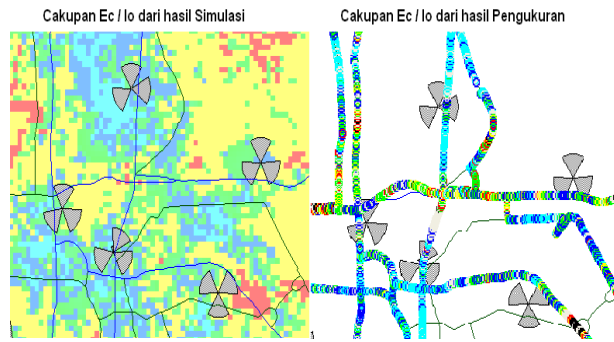 Cakupan Ec / Io dari hasil Simulasi
Cakupan Ec / Io dari hasil Pengukuran